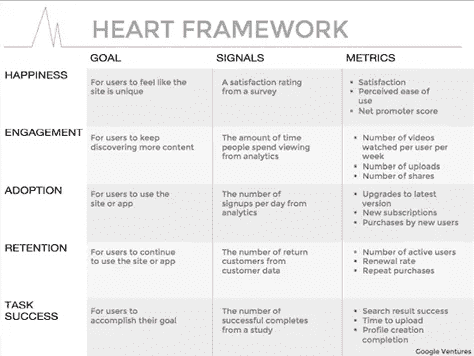 HEART FRAMEWORK
GOAL SIGNALS METRICS
HAPPINESS
For users to feel like the
site is unique
A satisfaction rating
from a survey
• Satisfaction
• Perceived ease of
use
• Net promoter score
ENGAGEMENT
For users to keep
discovering more content
The amount of time
people spend viewing
from analytics
• Number of videos
watched per user per
week
• Number of uploads
• Number of shares
ADOPTION
For users to use the
site or app
The number of
signups per day from
analytics
• Upgrades to latest
version
• New subscriptions
• Purchases by new users
RETENTION
For users to continue
to use the site or app
The number of return
customers from
customer data
• Number of active users
• Renewal rate
• Repeat purchases
TASK
SUCCESS
For users to
accomplish their goal
The number of
successful completes
from a study
• Search result success
• Time to upload
• Profile creation
completion
Google Ventures